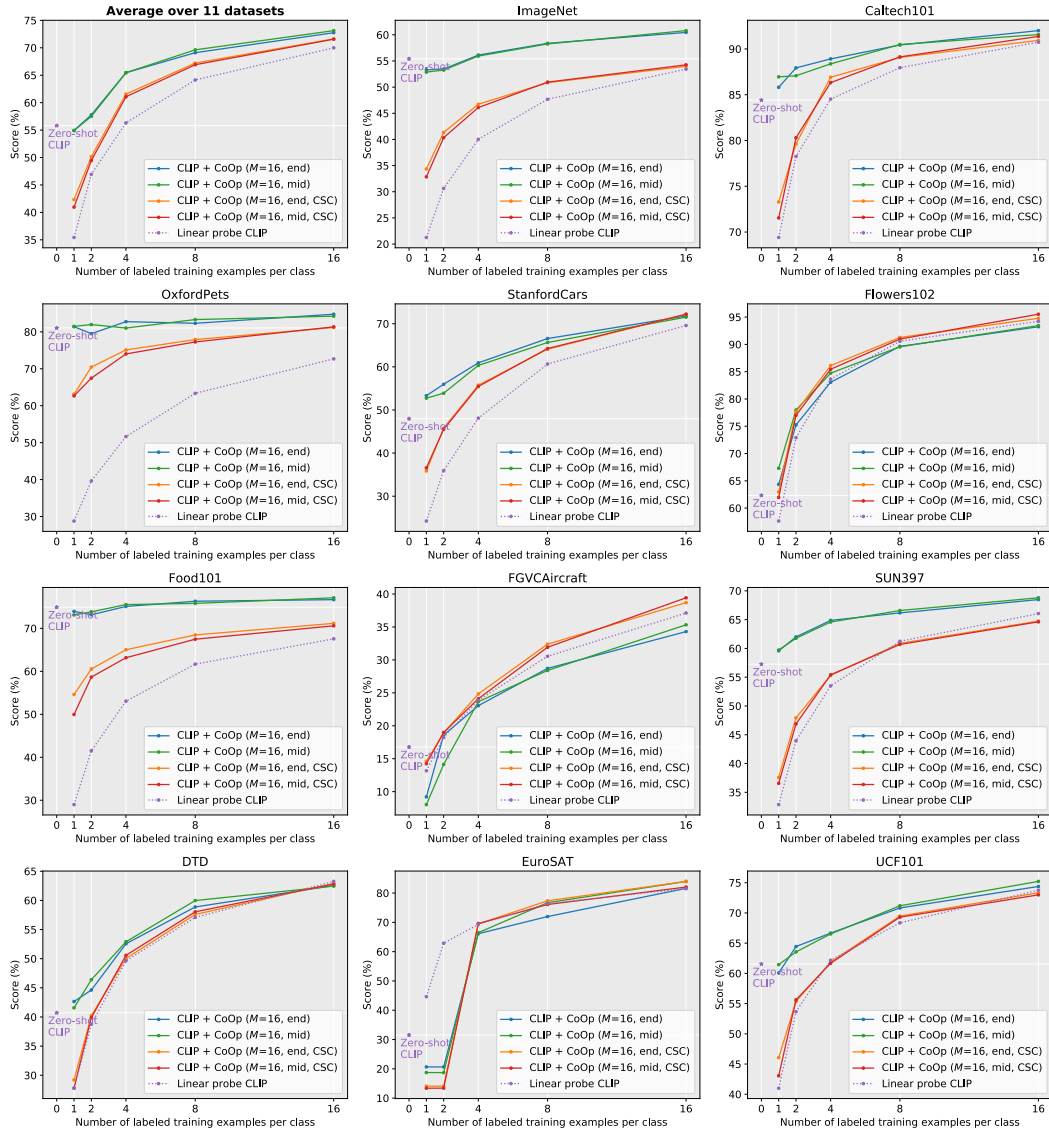 Average over 11 datasets
75
70
65
60
55
50
45
40
35
Score (%)
Zero-shot
CLIP
CLIP + CoOp (M=16, end)
CLIP + CoOp (M=16, mid)
CLIP + CoOp (M=16, end, CSC)
CLIP + CoOp (M=16, mid, CSC)
Linear probe CLIP
0 1 2 4 8 16
Number of labeled training examples per class
ImageNet
60
55
50
45
40
35
30
25
20
Score (%)
Zero-shot
CLIP
CLIP + CoOp (M=16, end)
CLIP + CoOp (M=16, mid)
CLIP + CoOp (M=16, end, CSC)
CLIP + CoOp (M=16, mid, CSC)
Linear probe CLIP
0 1 2 4 8 16
Number of labeled training examples per class
Caltech101
90
85
80
75
70
Score (%)
Zero-shot
CLIP
CLIP + CoOp (M=16, end)
CLIP + CoOp (M=16, mid)
CLIP + CoOp (M=16, end, CSC)
CLIP + CoOp (M=16, mid, CSC)
Linear probe CLIP
0 1 2 4 8 16
Number of labeled training examples per class
OxfordPets
80
70
60
50
40
30
Score (%)
Zero-shot
CLIP
CLIP + CoOp (M=16, end)
CLIP + CoOp (M=16, mid)
CLIP + CoOp (M=16, end, CSC)
CLIP + CoOp (M=16, mid, CSC)
Linear probe CLIP
0 1 2 4 8 16
Number of labeled training examples per class
StanfordCars
70
60
50
40
30
Score (%)
Zero-shot
CLIP
CLIP + CoOp (M=16, end)
CLIP + CoOp (M=16, mid)
CLIP + CoOp (M=16, end, CSC)
CLIP + CoOp (M=16, mid, CSC)
Linear probe CLIP
0 1 2 4 8 16
Number of labeled training examples per class
Flowers102
95
90
85
80
75
70
65
60
Score (%)
Zero-shot
CLIP
CLIP + CoOp (M=16, end)
CLIP + CoOp (M=16, mid)
CLIP + CoOp (M=16, end, CSC)
CLIP + CoOp (M=16, mid, CSC)
Linear probe CLIP
0 1 2 4 8 16
Number of labeled training examples per class
Food101
70
60
50
40
30
Score (%)
Zero-shot
CLIP
CLIP + CoOp (M=16, end)
CLIP + CoOp (M=16, mid)
CLIP + CoOp (M=16, end, CSC)
CLIP + CoOp (M=16, mid, CSC)
Linear probe CLIP
0 1 2 4 8 16
Number of labeled training examples per class
FGVCAircraft
40
35
30
25
20
15
10
Score (%)
Zero-shot
CLIP
CLIP + CoOp (M=16, end)
CLIP + CoOp (M=16, mid)
CLIP + CoOp (M=16, end, CSC)
CLIP + CoOp (M=16, mid, CSC)
Linear probe CLIP
0 1 2 4 8 16
Number of labeled training examples per class
SUN397
70
65
60
55
50
45
40
35
Score (%)
Zero-shot
CLIP
CLIP + CoOp (M=16, end)
CLIP + CoOp (M=16, mid)
CLIP + CoOp (M=16, end, CSC)
CLIP + CoOp (M=16, mid, CSC)
Linear probe CLIP
0 1 2 4 8 16
Number of labeled training examples per class
DTD
65
60
55
50
45
40
35
30
Score (%)
Zero-shot
CLIP
CLIP + CoOp (M=16, end)
CLIP + CoOp (M=16, mid)
CLIP + CoOp (M=16, end, CSC)
CLIP + CoOp (M=16, mid, CSC)
Linear probe CLIP
0 1 2 4 8 16
Number of labeled training examples per class
EuroSAT
80
70
60
50
40
30
20
10
Score (%)
Zero-shot
CLIP
CLIP + CoOp (M=16, end)
CLIP + CoOp (M=16, mid)
CLIP + CoOp (M=16, end, CSC)
CLIP + CoOp (M=16, mid, CSC)
Linear probe CLIP
0 1 2 4 8 16
Number of labeled training examples per class
UCF101
75
70
65
60
55
50
45
40
Score (%)
Zero-shot
CLIP
CLIP + CoOp (M=16, end)
CLIP + CoOp (M=16, mid)
CLIP + CoOp (M=16, end, CSC)
CLIP + CoOp (M=16, mid, CSC)
Linear probe CLIP
0 1 2 4 8 16
Number of labeled training examples per class